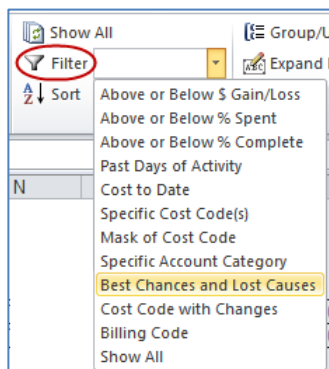 Show All
Group/U
Filter
Expand
Sort
Above or Below $ Gain/Loss
Above or Below % Spent
Above or Below % Complete
Past Days of Activity
Cost to Date
N
Specific Cost Code(s)
Mask of Cost Code
Specific Account Category
Best Chances and Lost Causes
Cost Code with Changes
Billing Code
Show All